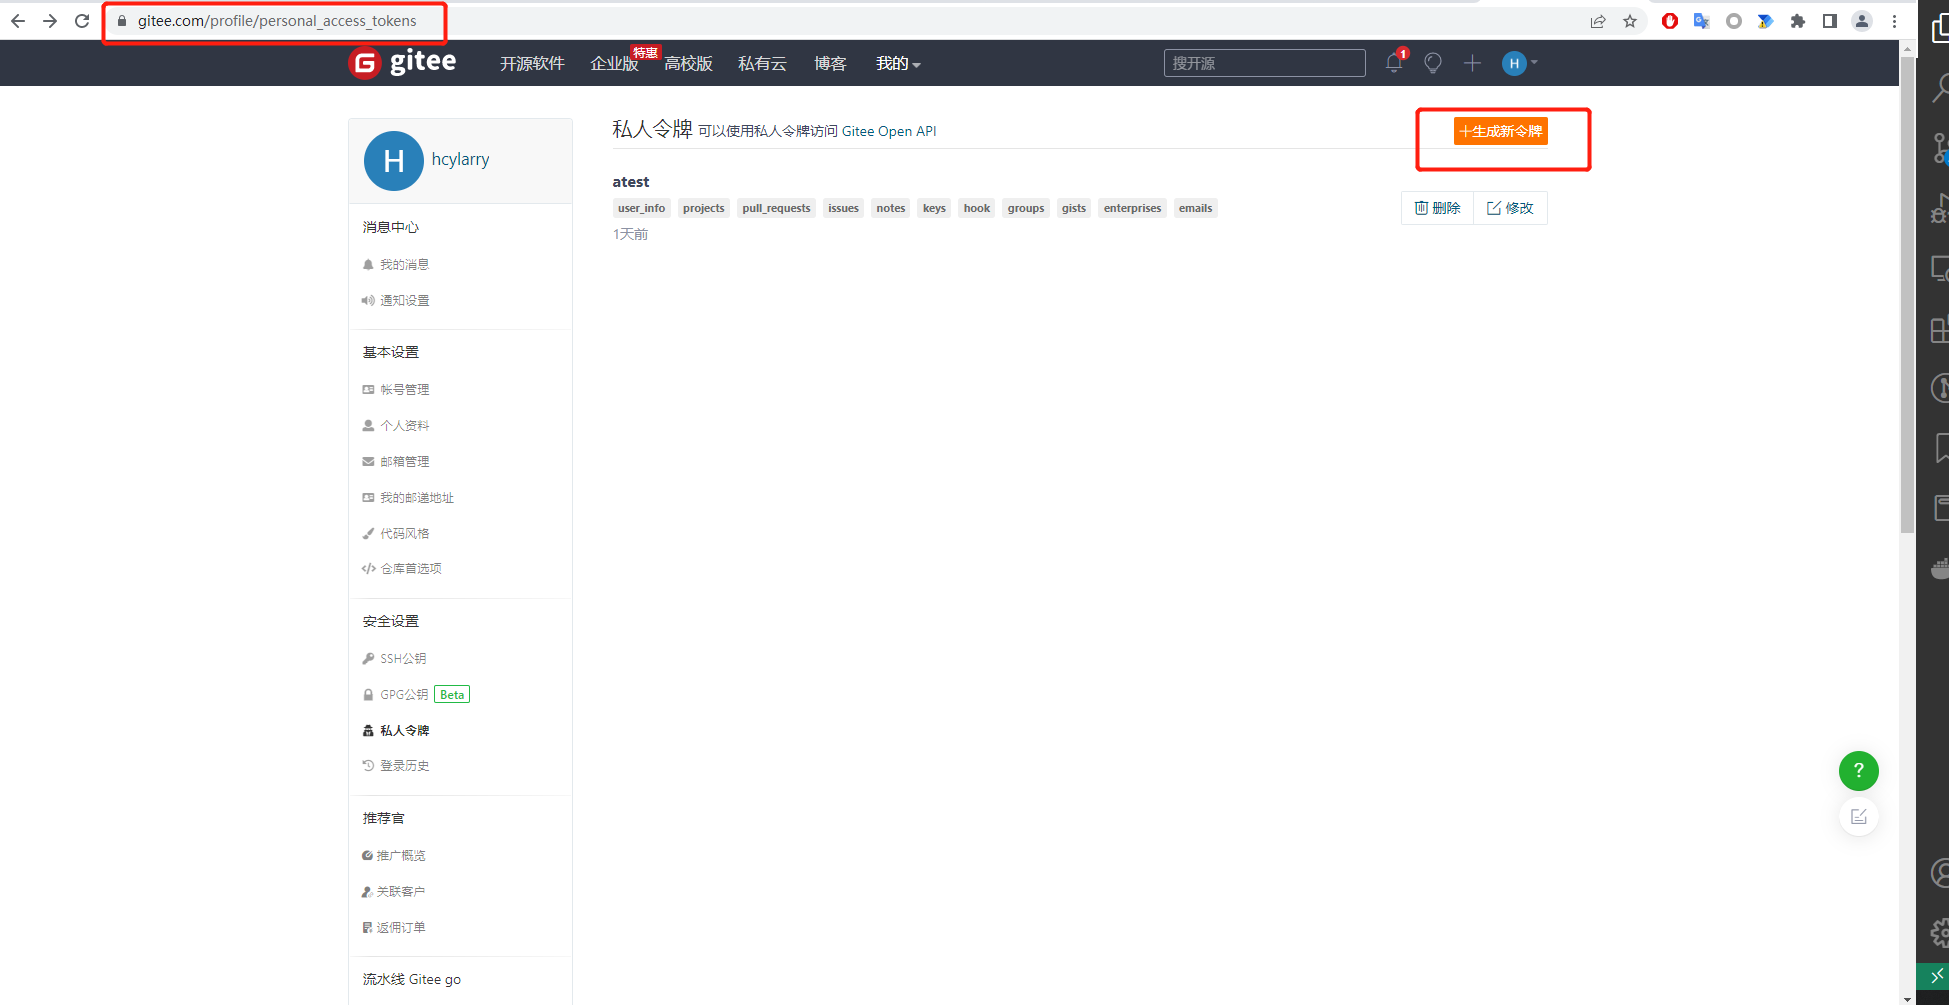 gitee.com/profile/personal_access_tokens
gitee 开源软件 企业版 特惠 高校版 私有云 博客 我的 搜开源 1 H
H hcylarry
消息中心
我的消息
通知设置
基本设置
帐号管理
个人资料
邮箱管理
我的邮递地址
代码风格
仓库首选项
安全设置
SSH公钥
GPG公钥 Beta
私人令牌
登录历史
推荐官
推广概览
关联客户
返佣订单
流水线 Gitee go
私人令牌 可以使用私人令牌访问 Gitee Open API
+生成新令牌
atest
user_info projects pull_requests issues notes keys hook groups gists enterprises emails
删除 修改
1天前
?